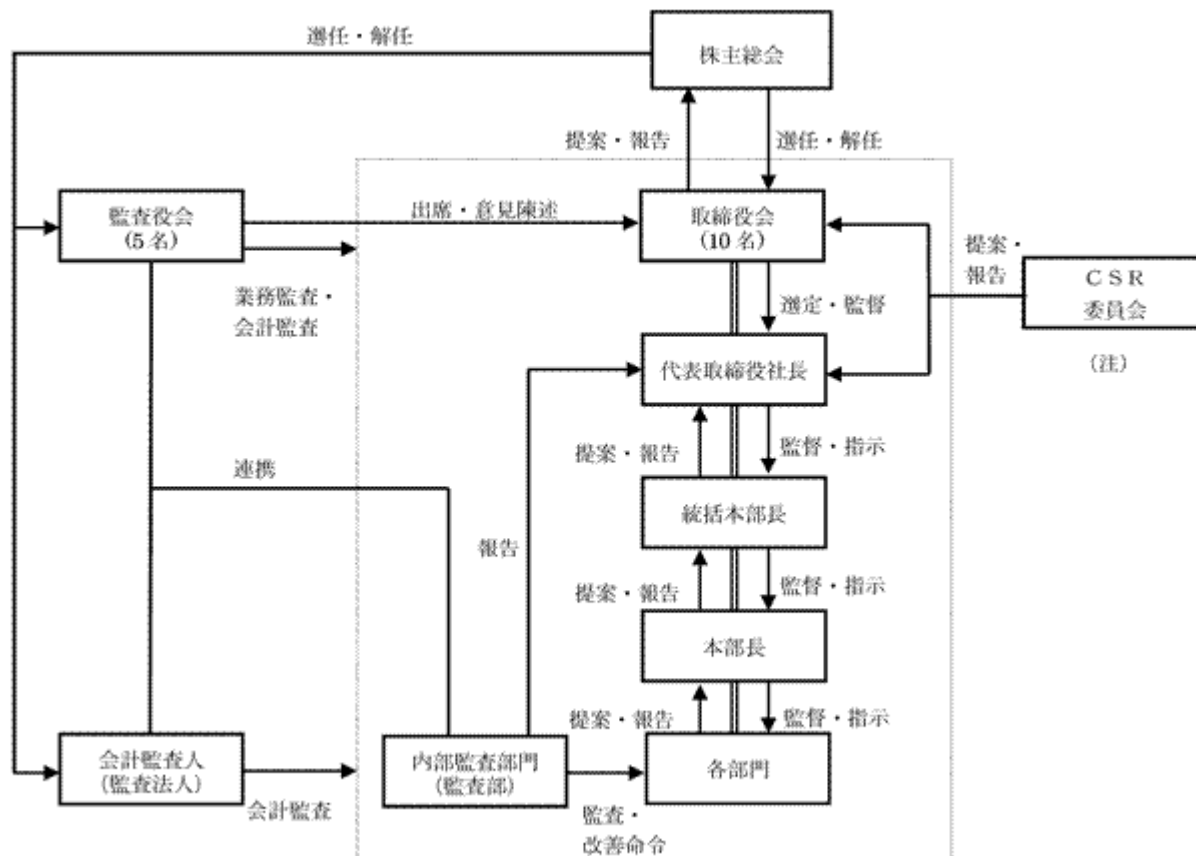 選任・解任
株主総会
提案・報告
選任・解任
監査役会
(5名)
出席・意見陳述
取締役会
(10名)
提案・
報告
CSR
委員会
(注)
業務監査・
会計監査
選定・監督
代表取締役社長
提案・報告
監督・指示
連携
統括本部長
報告
提案・報告
監督・指示
本部長
提案・報告
監督・指示
会計監査人
(監査法人)
会計監査
内部監査部門
(監査部)
各部門
監査・
改善命令